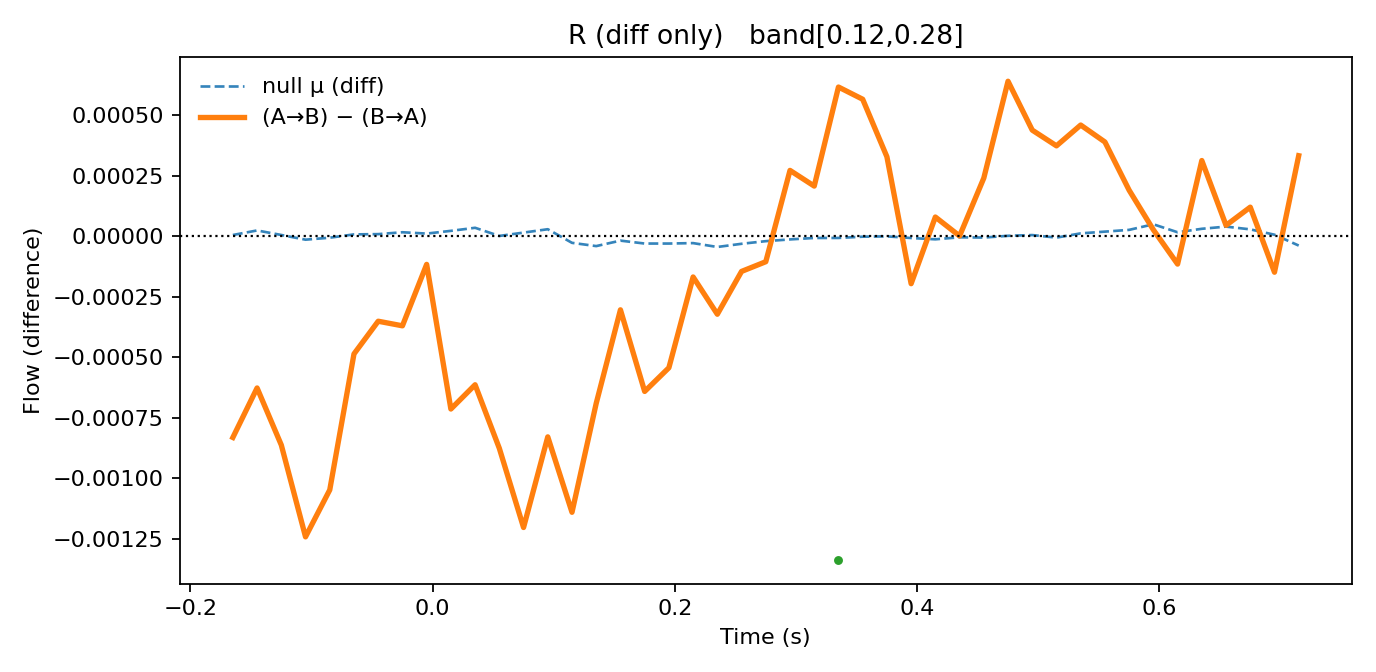 R (diff only)   band[0.12,0.28]
null μ (diff)
(A→B) − (B→A)
0.00050
0.00025
0.00000
−0.00025
−0.00050
−0.00075
−0.00100
−0.00125
Flow (difference)
−0.2
0.0
0.2
0.4
0.6
Time (s)